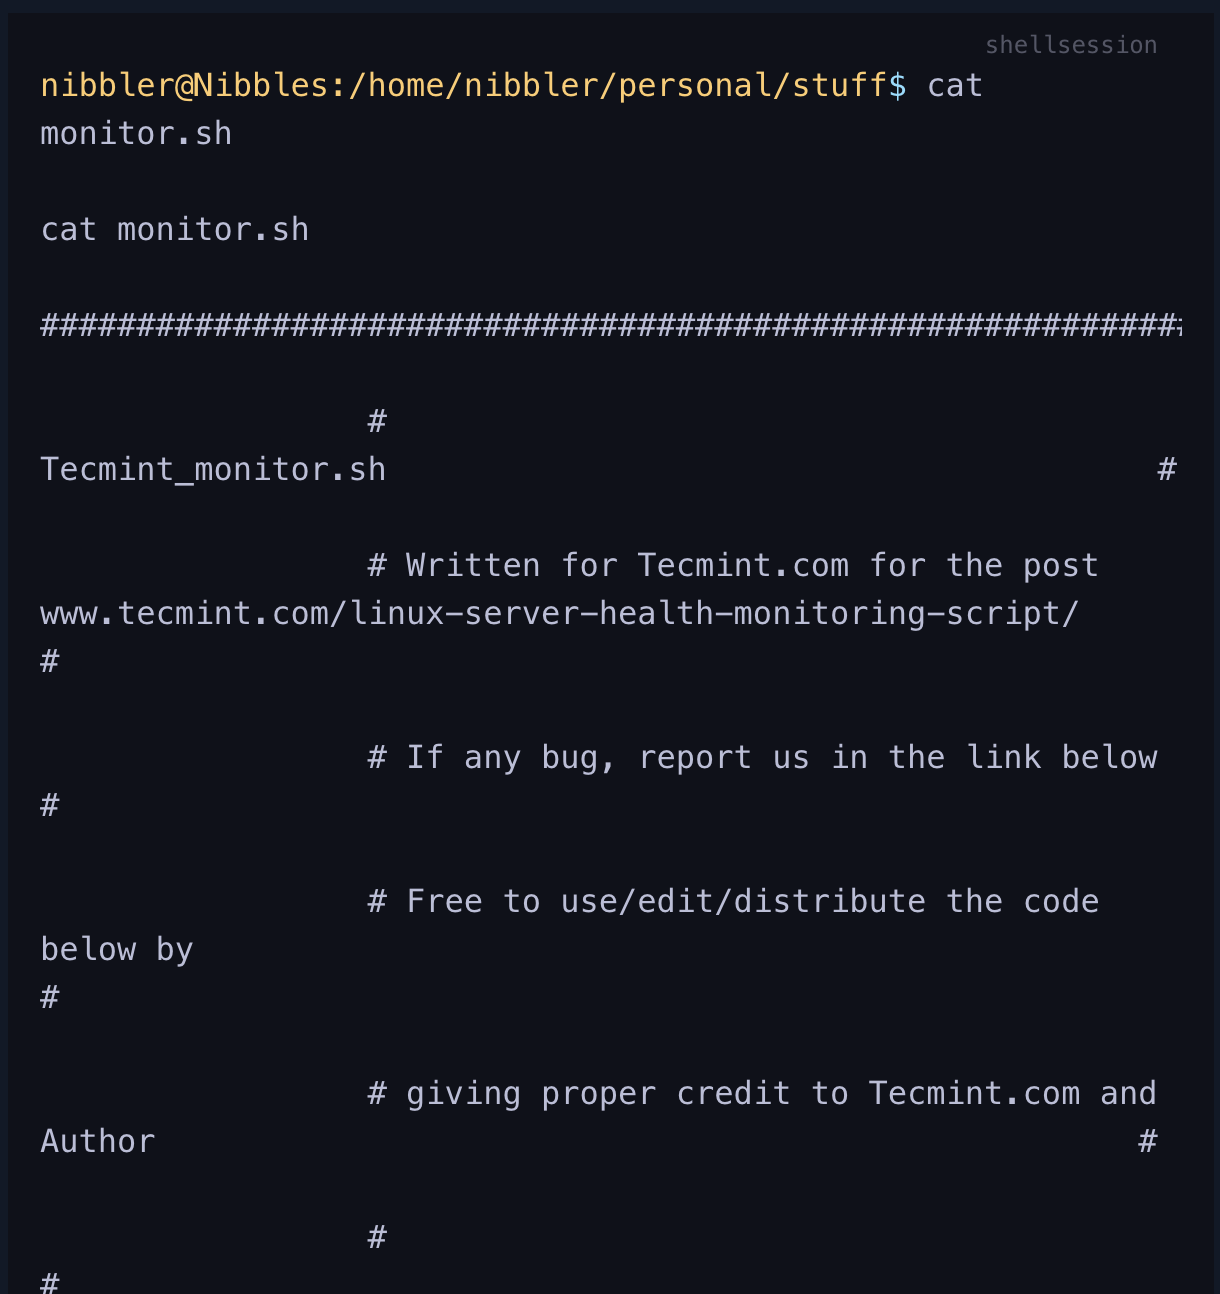 shellsession
nibbler@Nibbles:/home/nibbler/personal/stuff$ cat
monitor.sh
cat monitor.sh
############################################################
#
Tecmint_monitor.sh                                        #
# Written for Tecmint.com for the post
www.tecmint.com/linux-server-health-monitoring-script/
#
# If any bug, report us in the link below
#
# Free to use/edit/distribute the code
below by
#
# giving proper credit to Tecmint.com and
Author                                                   #
#
#